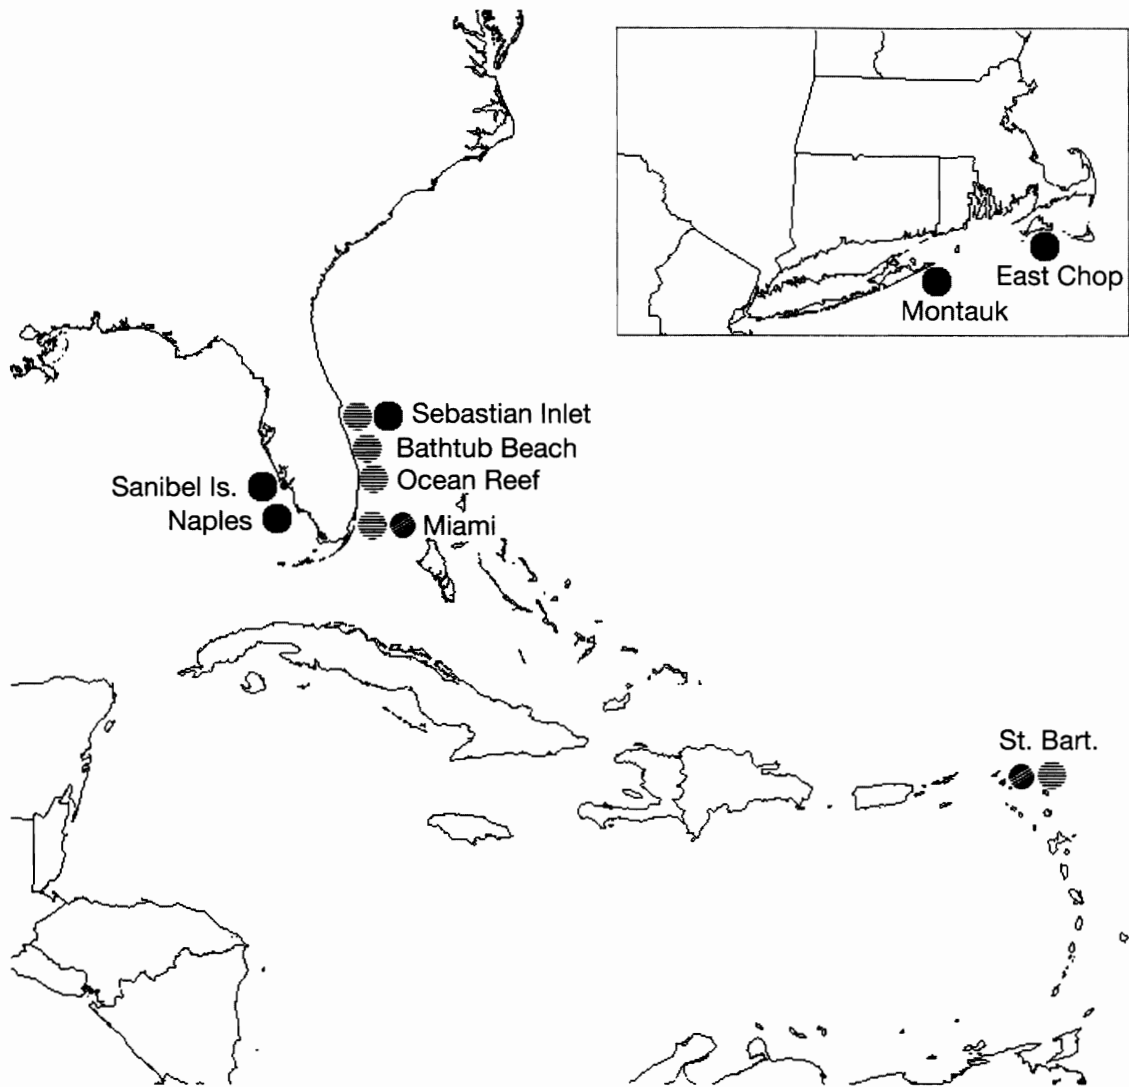 East Chop
Montauk
Sebastian Inlet
Bathtub Beach
Ocean Reef
Sanibel Is.
Naples
Miami
St. Bart.